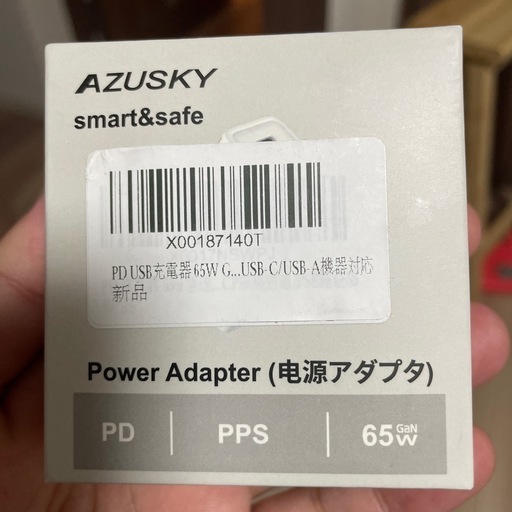 AZUSKY
smart&safe
X00187140T
PD USB充電器 65W G...USB-C/USB-A機器対応
新品
Power Adapter (电源アダプタ)
PD | PPS | 65W GaN